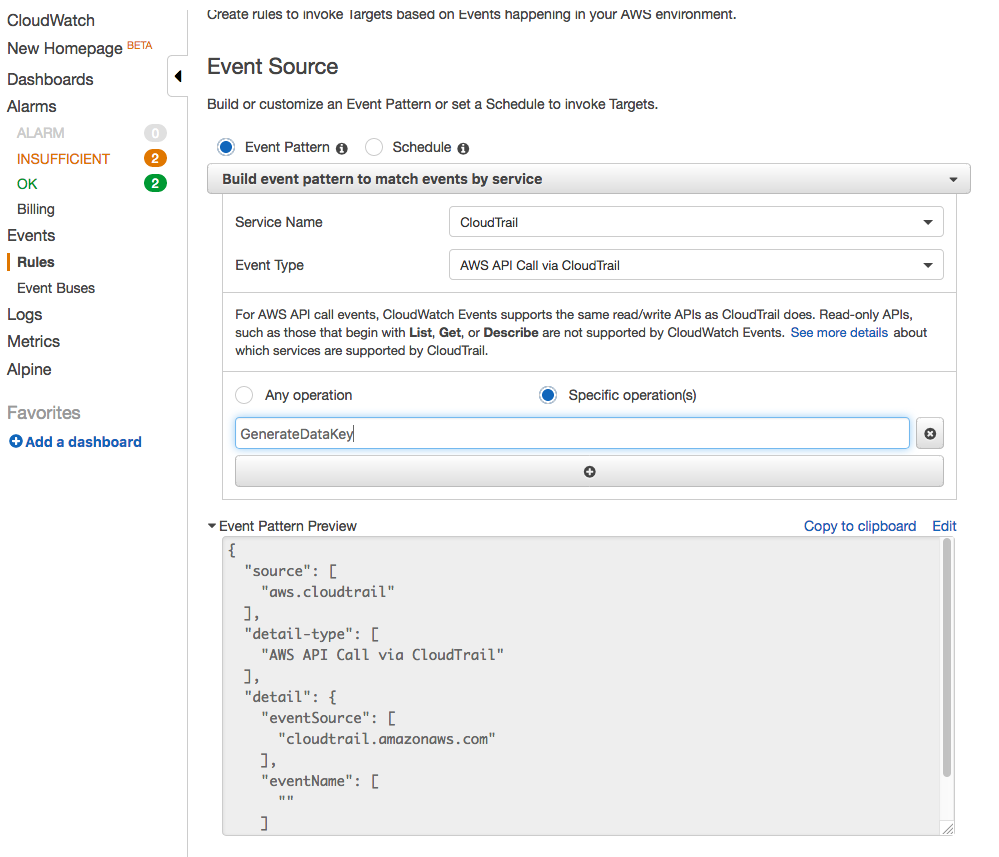 CloudWatch
New Homepage BETA
Dashboards
Alarms
ALARM 0
INSUFFICIENT 2
OK 2
Billing
Events
Rules
Event Buses
Logs
Metrics
Alpine
Favorites
Add a dashboard
Create rules to invoke Targets based on Events happening in your AWS environment.
Event Source
Build or customize an Event Pattern or set a Schedule to invoke Targets.
Event Pattern Schedule
Build event pattern to match events by service
Service Name CloudTrail
Event Type AWS API Call via CloudTrail
For AWS API call events, CloudWatch Events supports the same read/write APIs as CloudTrail does. Read-only APIs,
such as those that begin with List, Get, or Describe are not supported by CloudWatch Events. See more details about
which services are supported by CloudTrail.
Any operation Specific operation(s)
GenerateDataKey
Event Pattern Preview Copy to clipboard Edit
{
"source": [
"aws.cloudtrail"
],
"detail-type": [
"AWS API Call via CloudTrail"
],
"detail": {
"eventSource": [
"cloudtrail.amazonaws.com"
],
"eventName": [
""
]